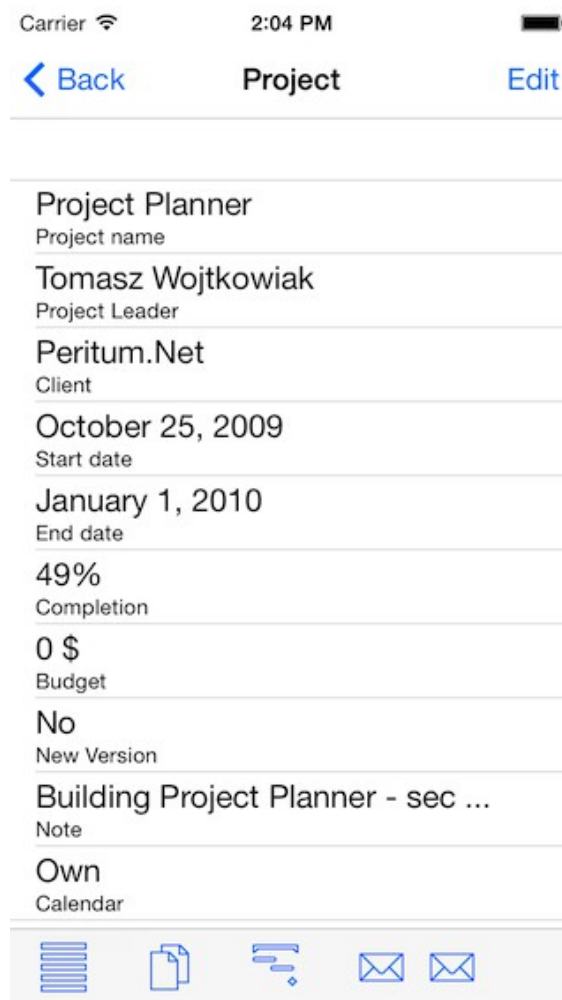 Carrier 2:04 PM
Back Project Edit
Project Planner
Project name
Tomasz Wojtkowiak
Project Leader
Peritum.Net
Client
October 25, 2009
Start date
January 1, 2010
End date
49%
Completion
0 $
Budget
No
New Version
Building Project Planner - sec ...
Note
Own
Calendar